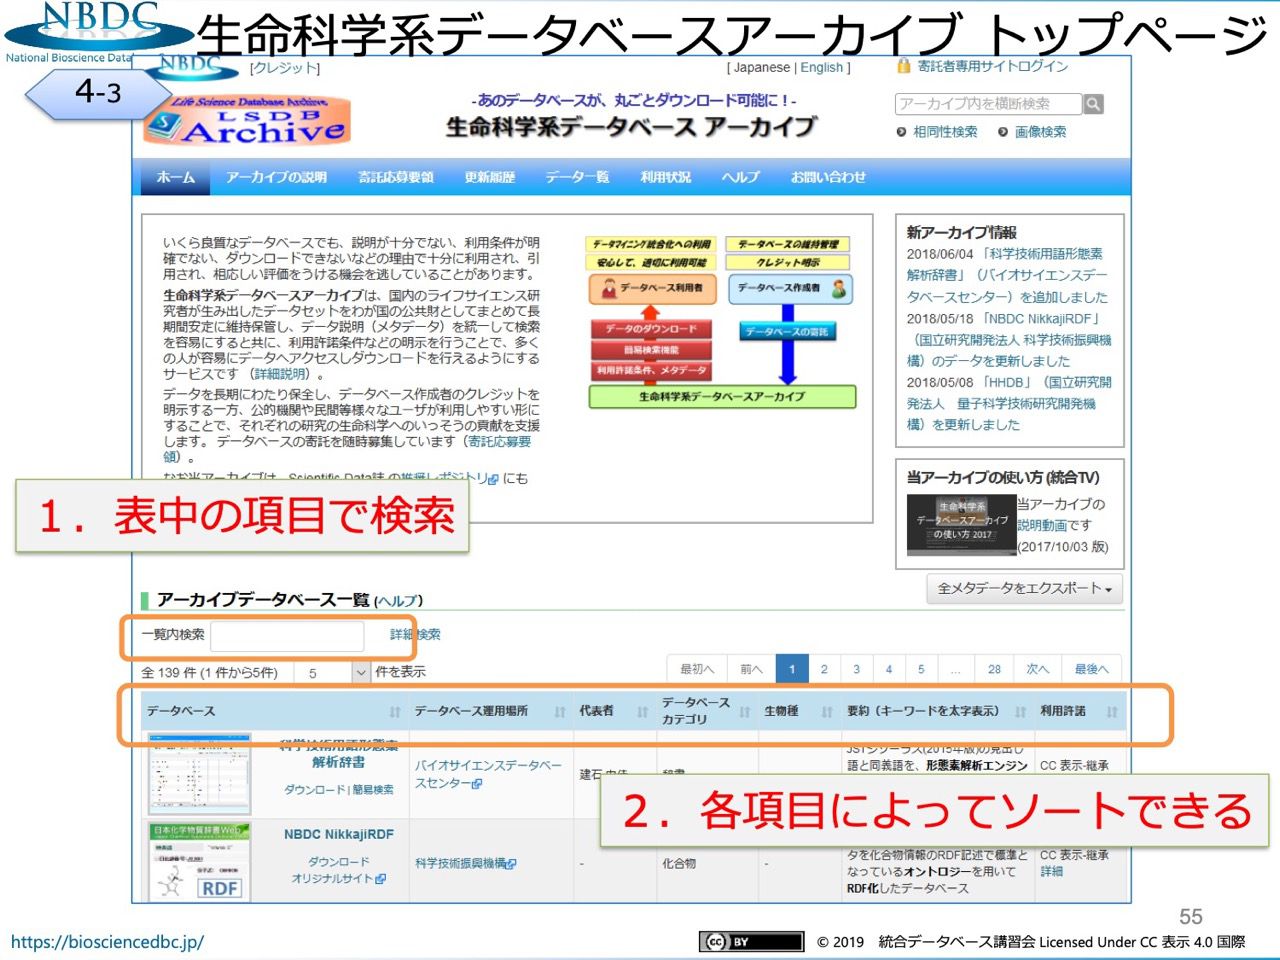 NBDC
National Bioscience Data
生命科学系データベースアーカイブ トップページ
4-3
NBDC
[クレジット]
[ Japanese | English ]
寄託者専用サイトログイン
Life Science Database Archive
LSDB
Archive
-あのデータベースが、丸ごとダウンロード可能に！-
生命科学系データベース アーカイブ
アーカイブ内を横断検索
相同性検索
画像検索
ホーム
アーカイブの説明
寄託応募要領
更新履歴
データ一覧
利用状況
ヘルプ
お問い合わせ
いくら良質なデータベースでも、説明が十分でない、利用条件が明
確でない、ダウンロードできないなどの理由で十分に利用され、引
用され、相応しい評価をうける機会を逃していることがあります。
生命科学系データベースアーカイブは、国内のライフサイエンス研
究者が生み出したデータセットをわが国の公共財としてまとめて長
期間安定に維持保管し、データ説明（メタデータ）を統一して検索
を容易にすると共に、利用許諾条件などの明示を行うことで、多く
の人が容易にデータへアクセスしダウンロードを行えるようにする
サービスです （詳細説明）。
データを長期にわたり保全し、データベース作成者のクレジットを
明示する一方、公的機関や民間等様々なユーザが利用しやすい形に
することで、それぞれの研究の生命科学へのいっそうの貢献を支援
します。 データベースの寄託を随時募集しています（寄託応募要
領）。
なお当アーカイブは、Scientific Data誌 の推奨レポジトリ にも
データマイニング統合化への利用
データベースの維持管理
安心して、適切に利用可能
クレジット明示
データベース利用者
データベース作成者
データのダウンロード
簡易検索機能
利用許諾条件、メタデータ
データベースの寄託
生命科学系データベースアーカイブ
新アーカイブ情報
2018/06/04 「科学技術用語形態素
解析辞書」（バイオサイエンスデー
タベースセンター）を追加しました
2018/05/18 「NBDC NikkajiRDF」
（国立研究開発法人 科学技術振興機
構）のデータを更新しました
2018/05/08 「HHDB」（国立研究開
発法人 量子科学技術研究開発機
構）を更新しました
当アーカイブの使い方 (統合TV)
生命科学系
データベースアーカイブ
の使い方 2017
当アーカイブの
説明動画です
(2017/10/03 版)
全メタデータをエクスポート
１．表中の項目で検索
アーカイブデータベース一覧 (ヘルプ)
一覧内検索
詳細検索
全 139 件 (1 件から5件)
5
件を表示
最初へ 前へ 1 2 3 4 5 … 28 次へ 最後へ
データベース
データベース運用場所
代表者
データベース
カテゴリ
生物種
要約（キーワードを太字表示）
利用許諾
科学技術用語形態素
解析辞書
ダウンロード | 簡易検索
バイオサイエンスデータベー
スセンター
JSTシソーラス(2015年版)の見出し
語と同義語を、形態素解析エンジン
CC 表示-継承
２．各項目によってソートできる
日本化学物質辞書Web
RDF
NBDC NikkajiRDF
ダウンロード
オリジナルサイト
科学技術振興機構
-
化合物
-
タを化合物情報のRDF記述で標準と
なっているオントロジーを用いて
RDF化したデータベース
CC 表示-継承
詳細
55
https://biosciencedbc.jp/
CC BY
© 2019 統合データベース講習会 Licensed Under CC 表示 4.0 国際